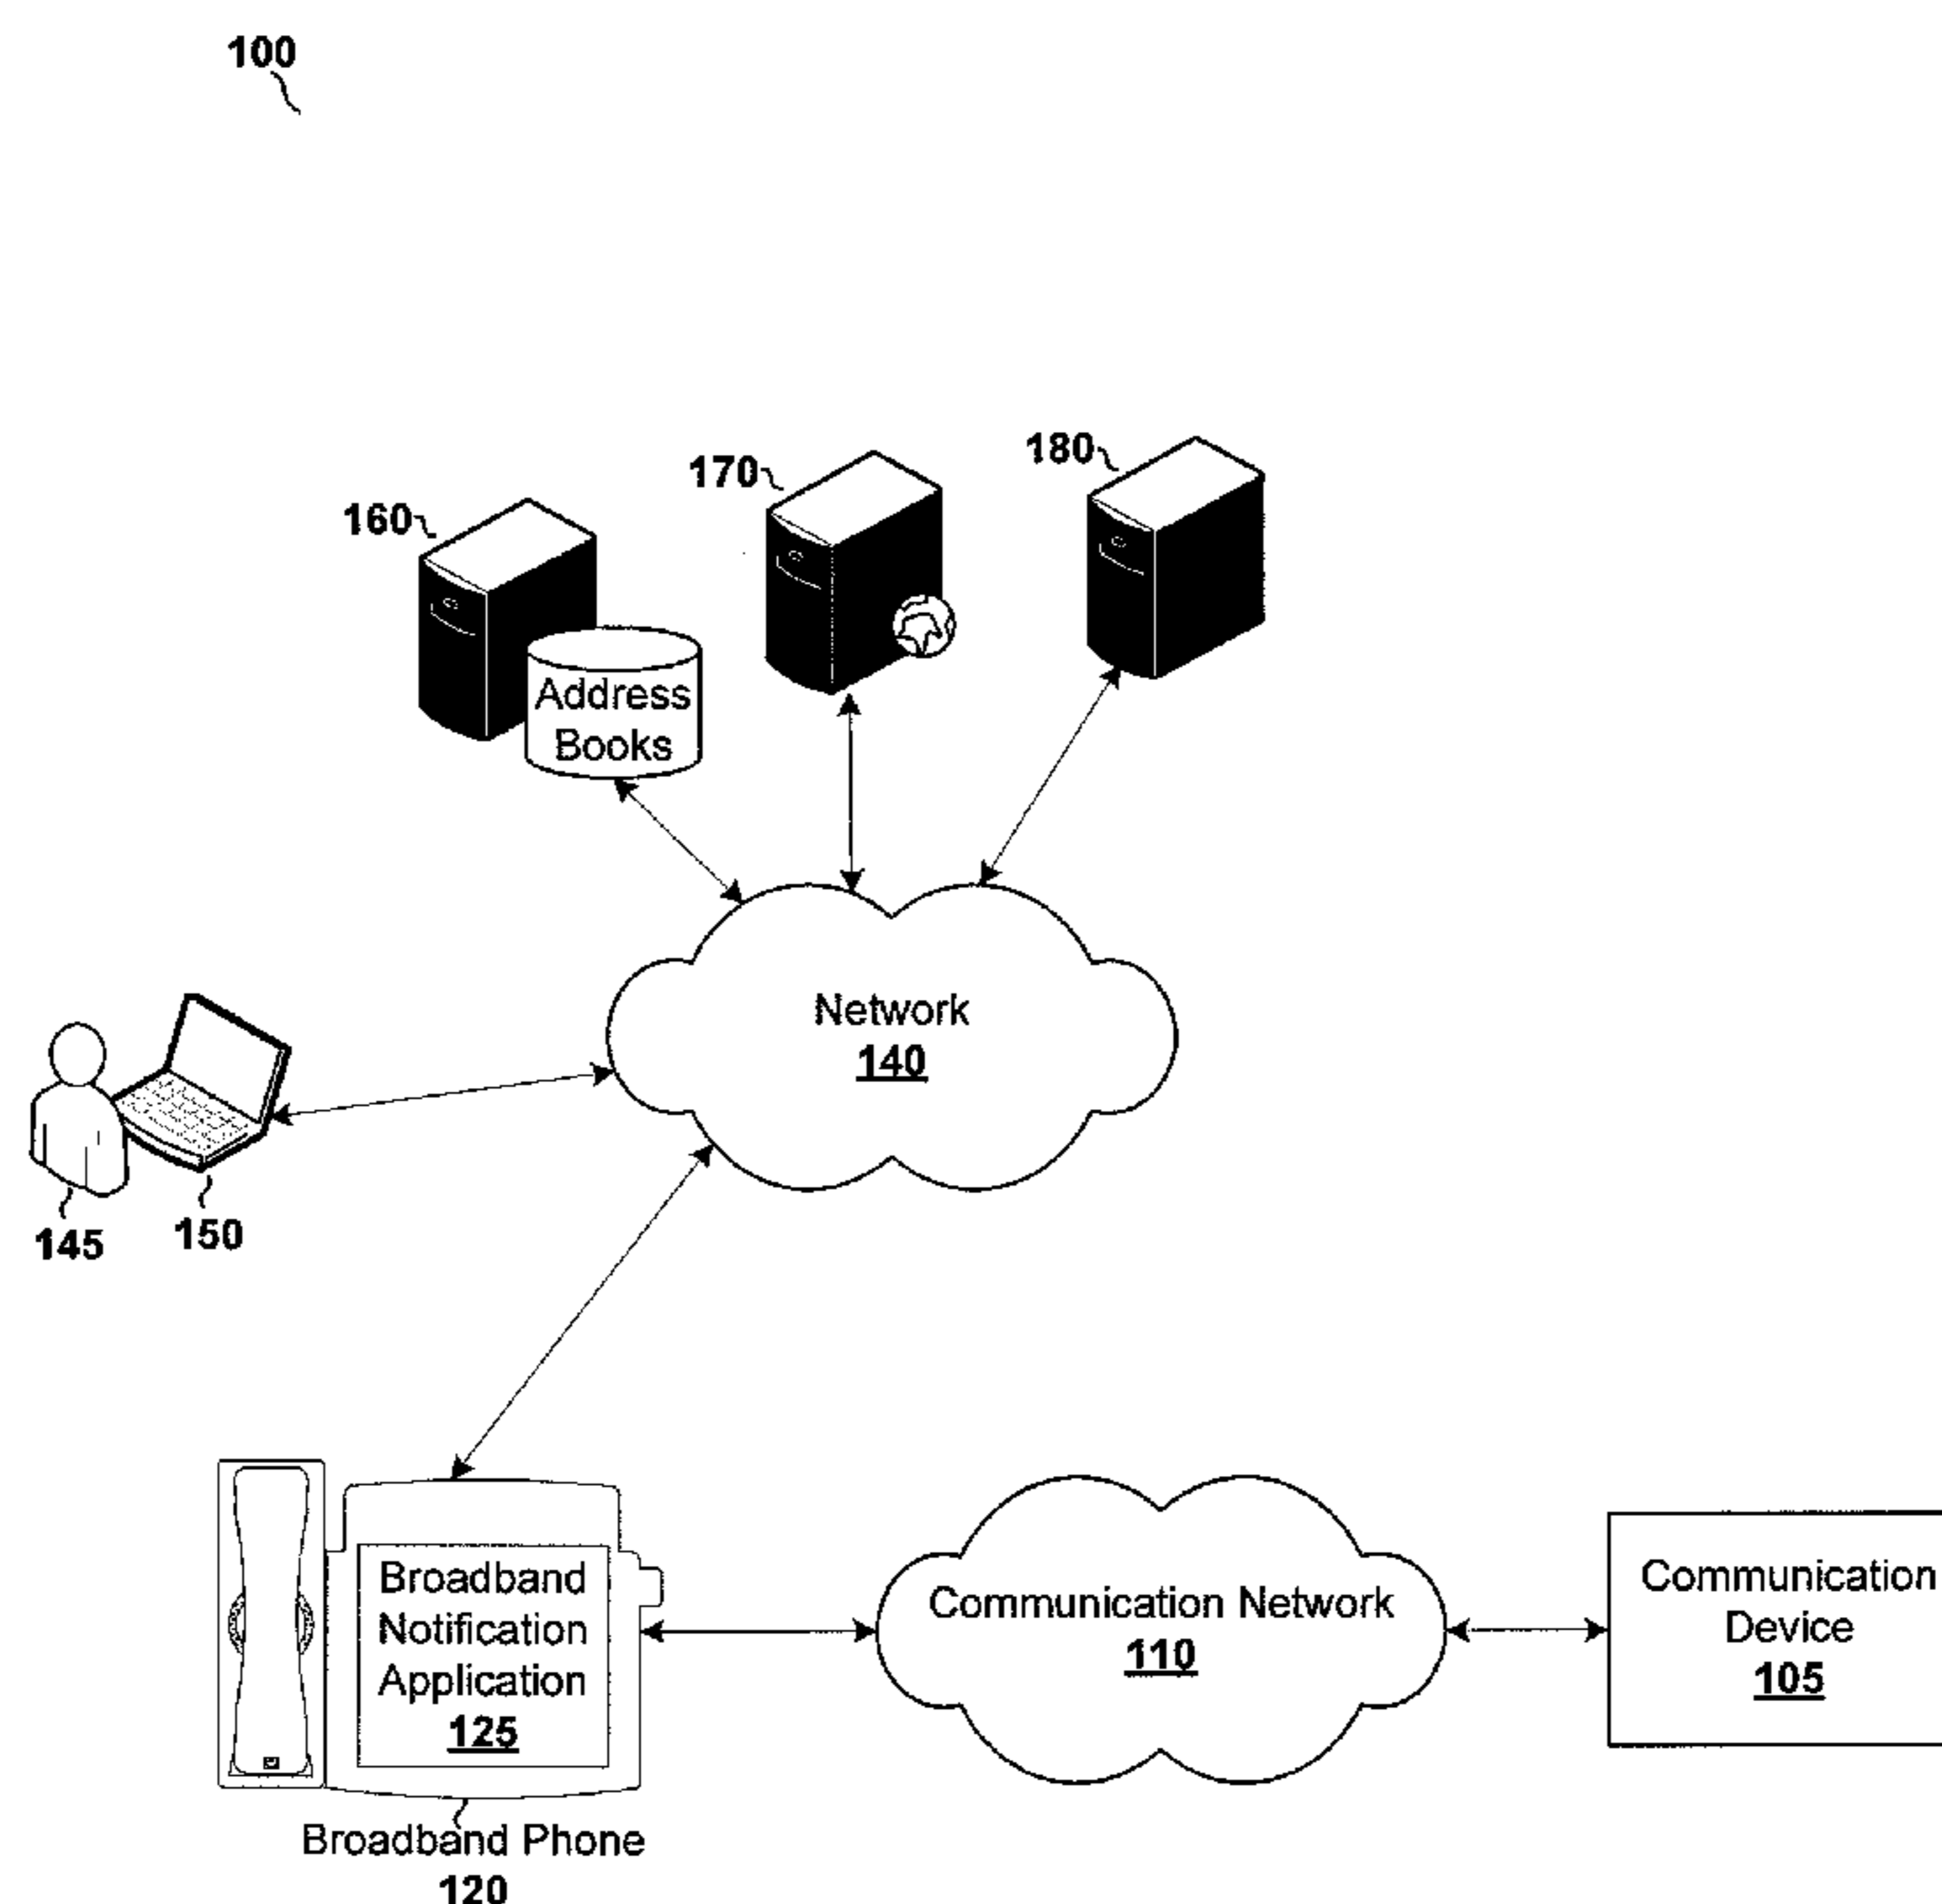 100
180
170
160
Address
Books
Network
140
145
150
Broadband
Notification
Application
125
Communication Network
110
Communication
Device
105
Broadband Phone
120